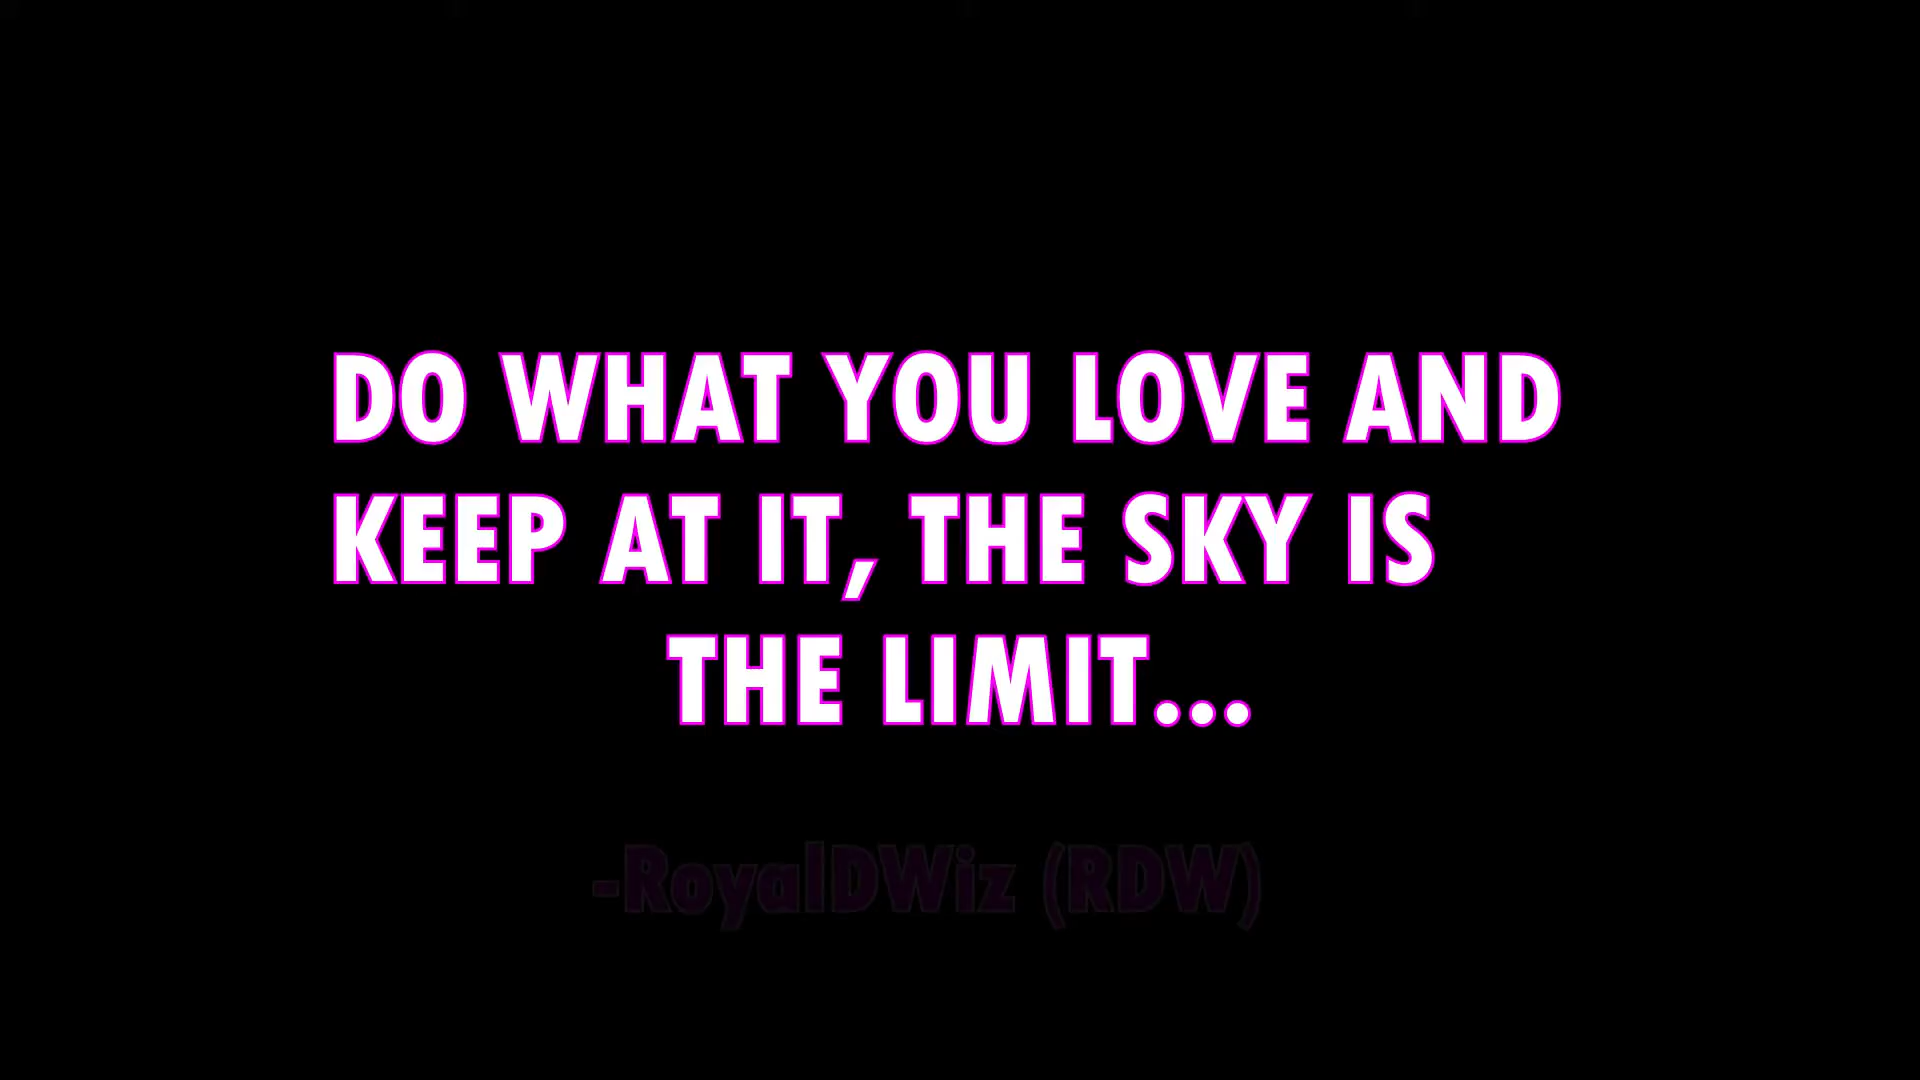 DO WHAT YOU LOVE AND
KEEP AT IT, THE SKY IS
THE LIMIT...
-RoyalDWiz (RDW)